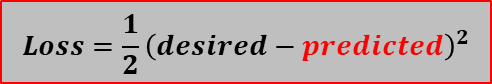 Loss = 1/2 (desired − predicted)²